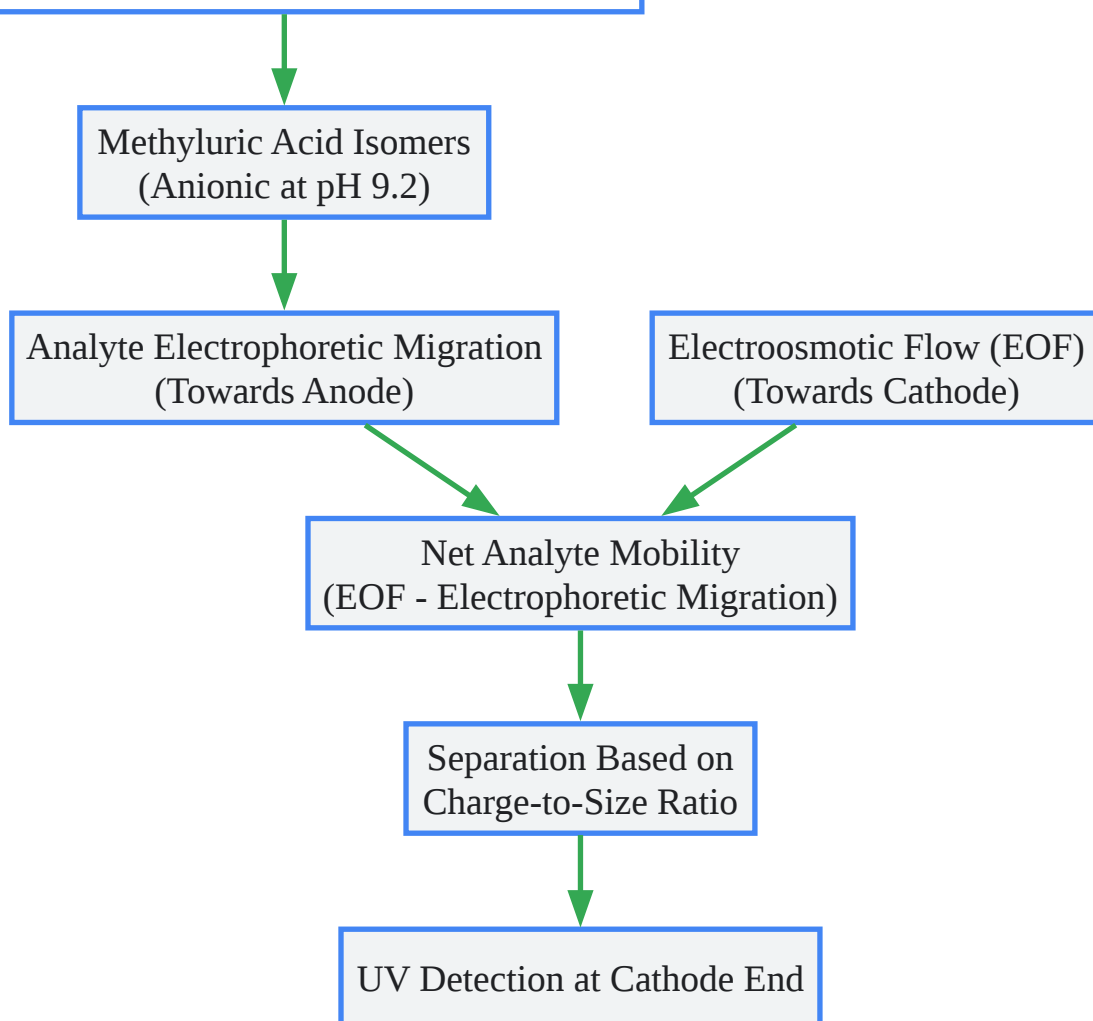 Methyluric Acid Isomers
(Anionic at pH 9.2)
Analyte Electrophoretic Migration
(Towards Anode)
Electroosmotic Flow (EOF)
(Towards Cathode)
Net Analyte Mobility
(EOF - Electrophoretic Migration)
Separation Based on
Charge-to-Size Ratio
UV Detection at Cathode End